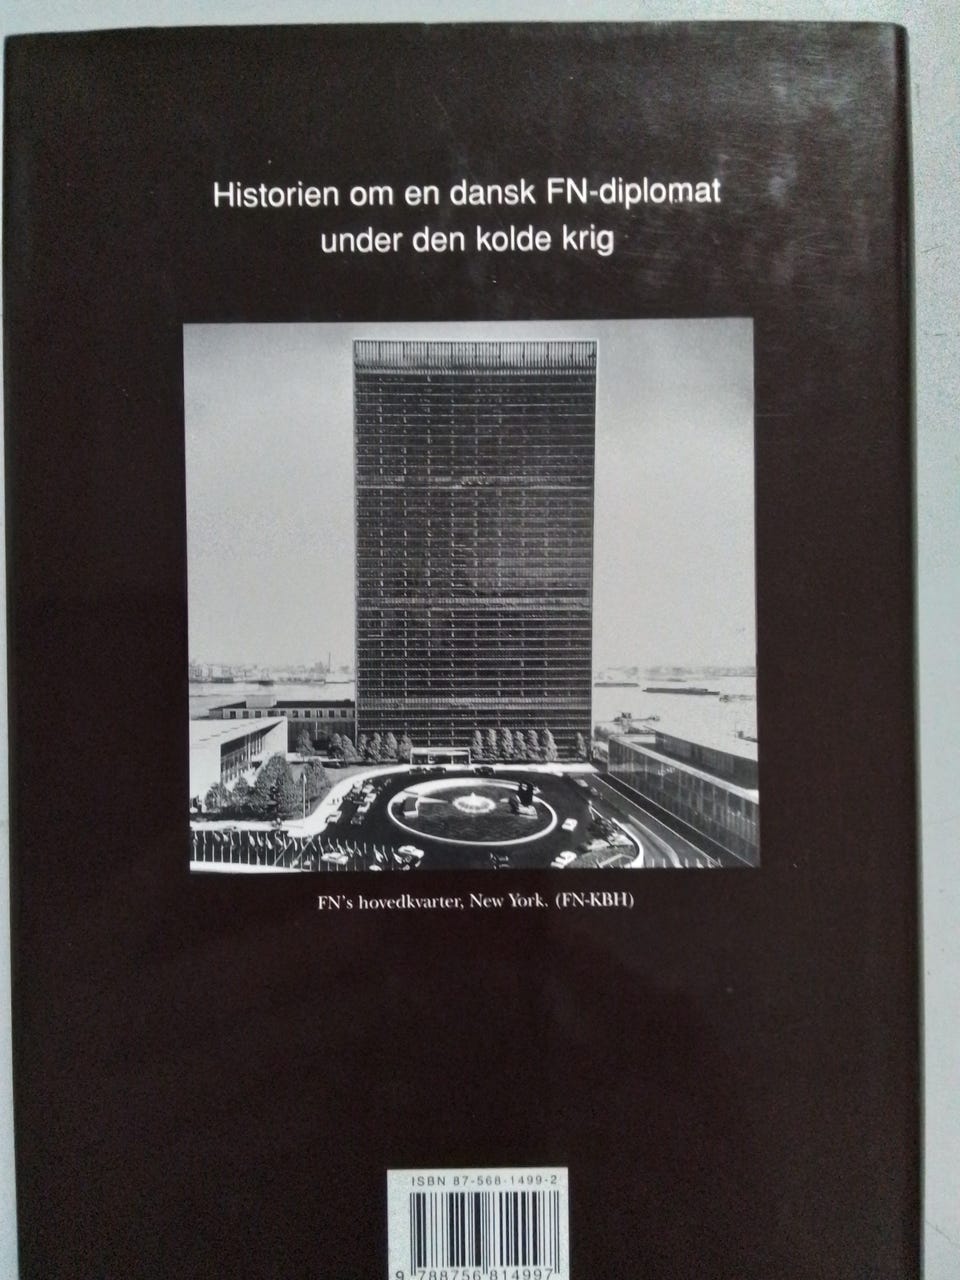 Historien om en dansk FN-diplomat
under den kolde krig
FN's hovedkvarter, New York. (FN-KBH)
ISBN 87-568-1499-2
9 788756 814997